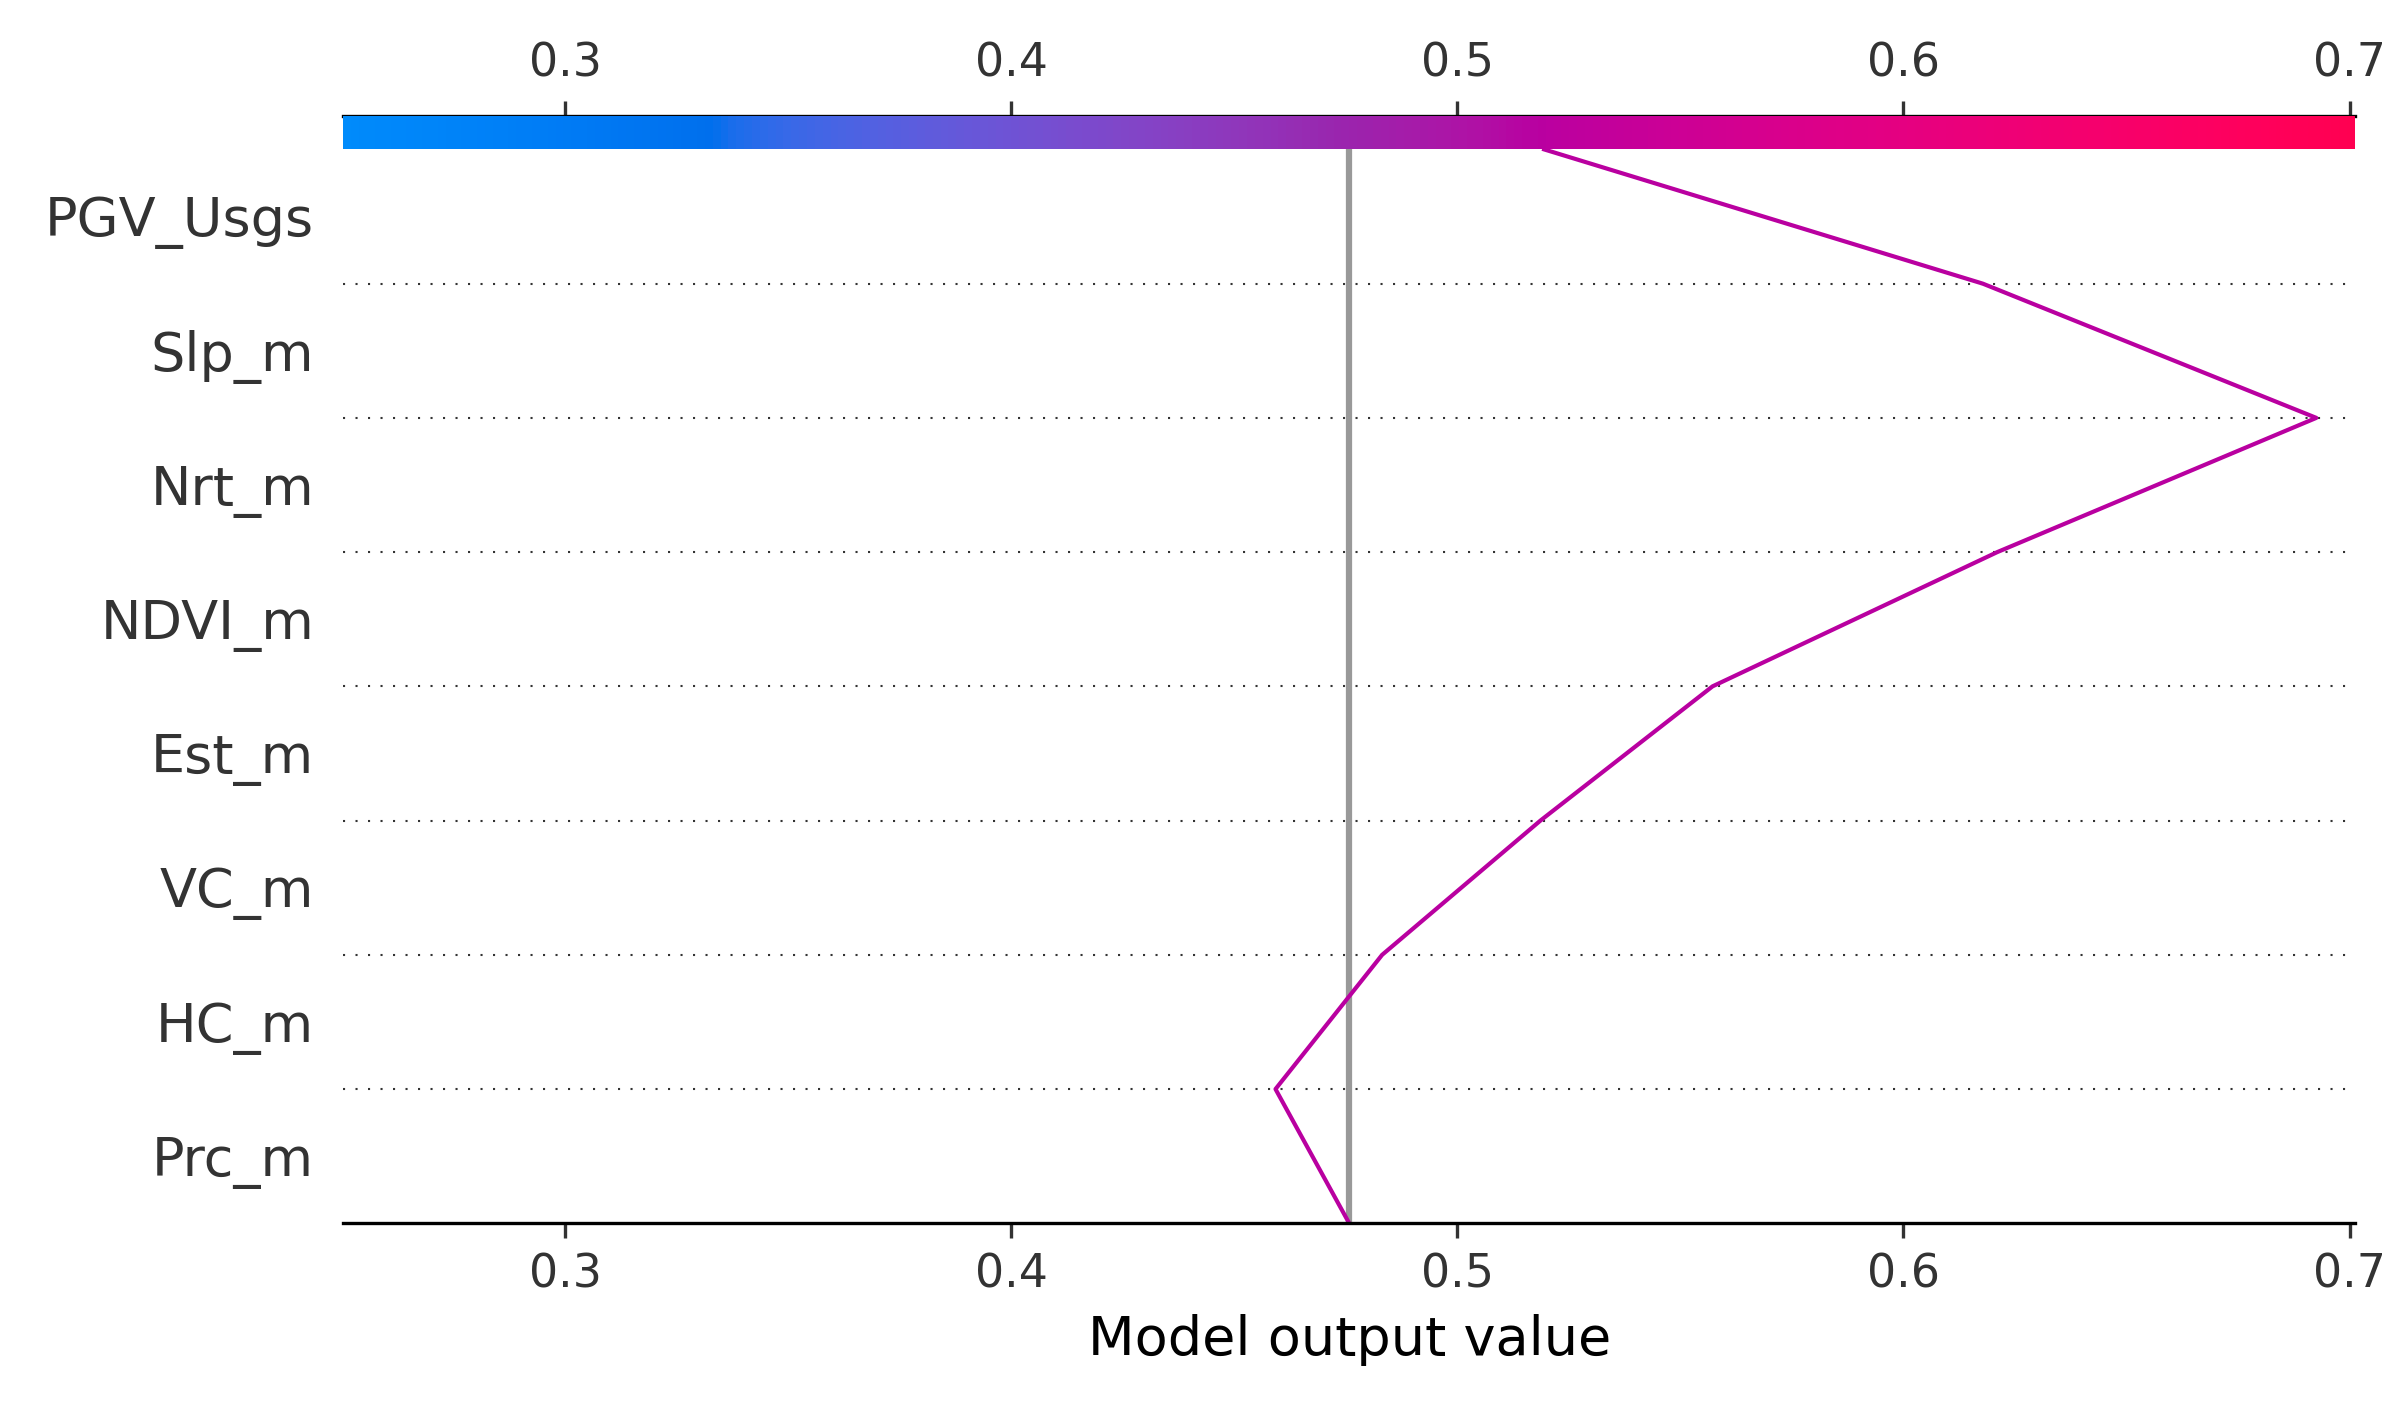 0.3 0.4 0.5 0.6 0.7
PGV_Usgs
Slp_m
Nrt_m
NDVI_m
Est_m
VC_m
HC_m
Prc_m
0.3 0.4 0.5 0.6 0.7
Model output value